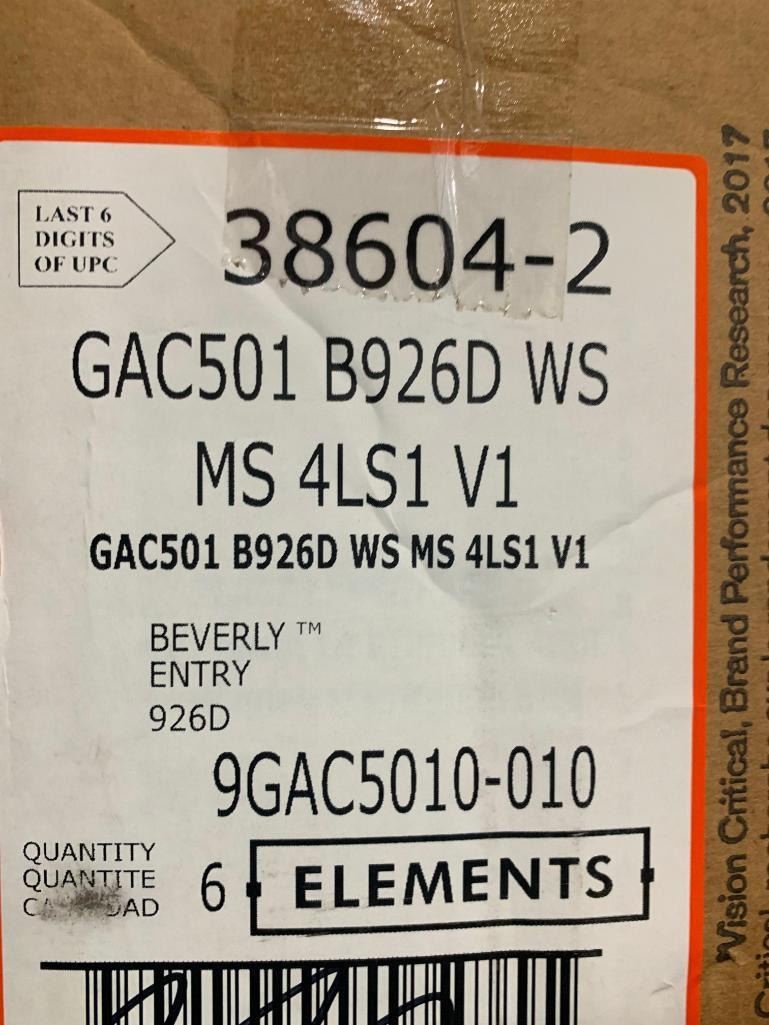 LAST 6
DIGITS
OF UPC
38604-2
GAC501 B926D WS
MS 4LS1 V1
GAC501 B926D WS MS 4LS1 V1
BEVERLY ™
ENTRY
926D
9GAC5010-010
QUANTITY
QUANTITE
6
ELEMENTS
*Vision Critical, Brand Performance Research, 2017